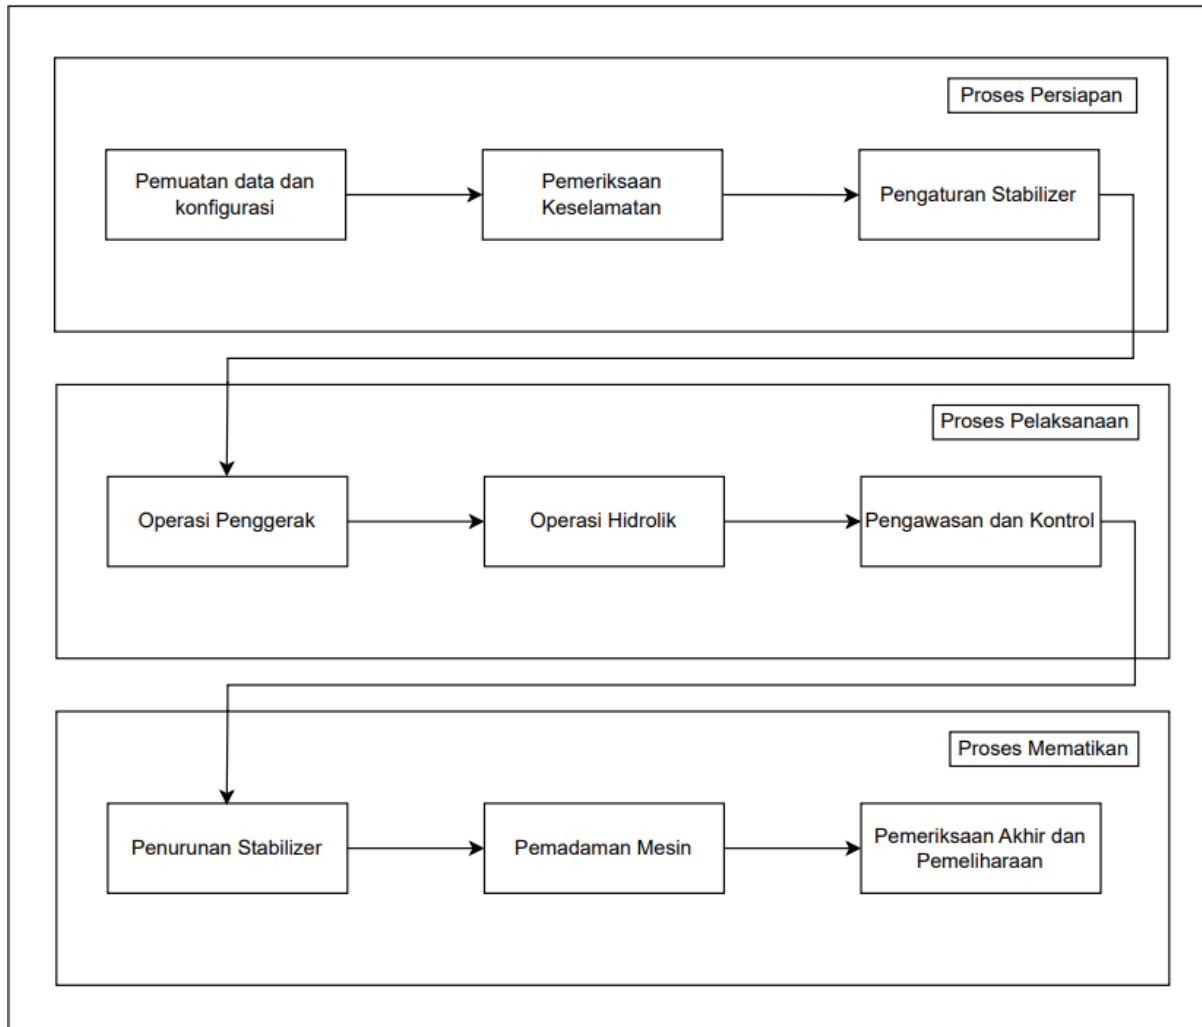 Proses Persiapan
Pemuatan data dan
konfigurasi
Pemeriksaan
Keselamatan
Pengaturan Stabilizer
Proses Pelaksanaan
Operasi Penggerak
Operasi Hidrolik
Pengawasan dan Kontrol
Proses Mematikan
Penurunan Stabilizer
Pemadaman Mesin
Pemeriksaan Akhir dan
Pemeliharaan